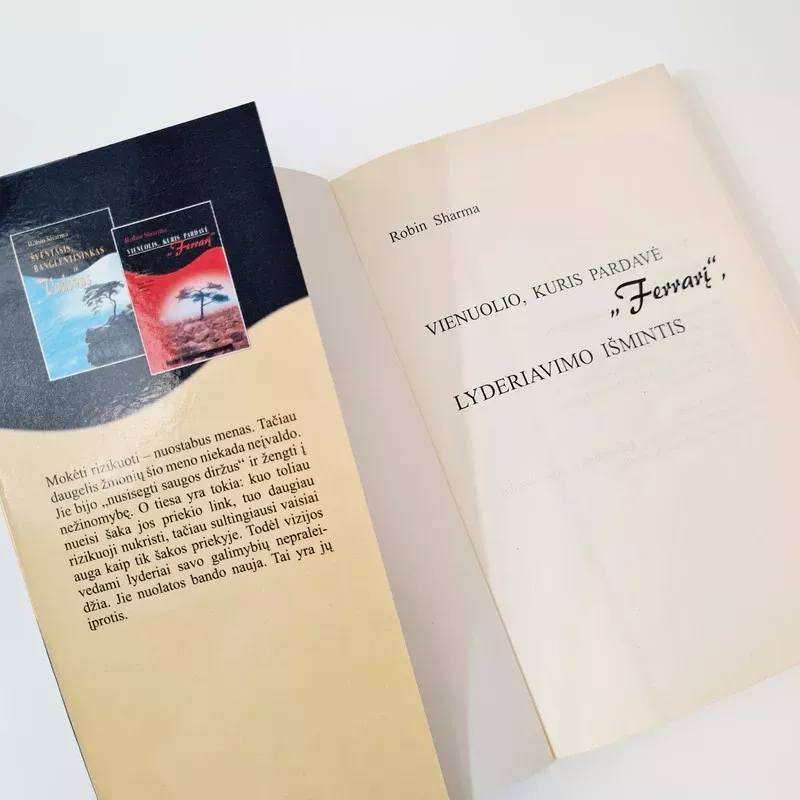 Robin Sharma
ŠVENTASIS,
BANGLENTININKAS
ir
Vadovas
Robin Sharma
VIENUOLIS, KURIS PARDAVĖ
„Ferrarį“
Mokėti rizikuoti – nuostabus menas. Tačiau
daugelis žmonių šio meno niekada neįvaldo.
Jie bijo „nusisegti saugos diržus“ ir žengti į
nežinomybę. O tiesa yra tokia: kuo toliau
nueisi šaka jos priekio link, tuo daugiau
rizikuoji nukristi, tačiau sultingiausi vaisiai
auga kaip tik šakos priekyje. Todėl vizijos
vedami lyderiai savo galimybių nepralei-
džia. Jie nuolatos bando nauja. Tai yra jų
įprotis.
Robin Sharma
VIENUOLIO, KURIS PARDAVĖ
„Ferrarį“,
LYDERIAVIMO IŠMINTIS